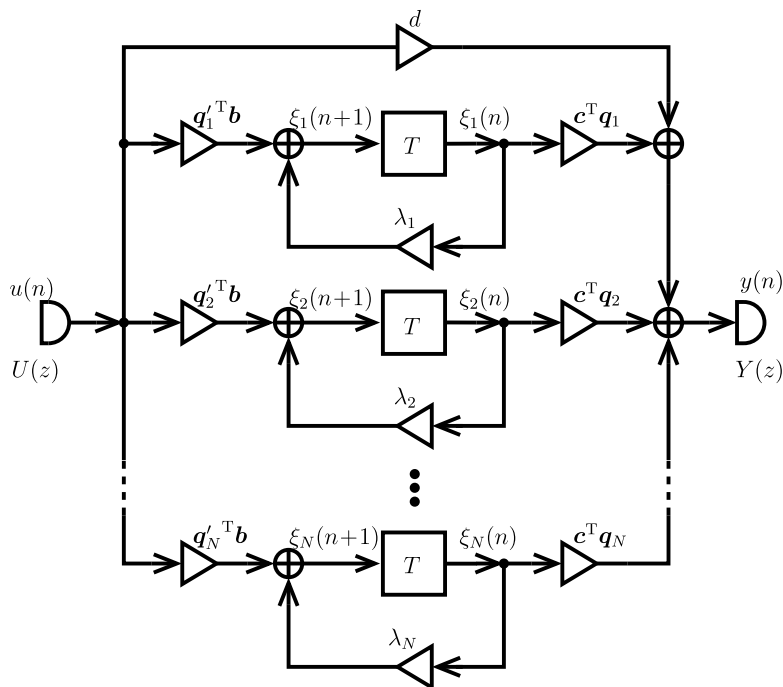 d
q′₁ᵀb ξ₁(n+1) T ξ₁(n) cᵀq₁
λ₁
u(n) q′₂ᵀb ξ₂(n+1) T ξ₂(n) cᵀq₂ y(n)
U(z) Y(z)
λ₂
q′_Nᵀb ξ_N(n+1) T ξ_N(n) cᵀq_N
λ_N